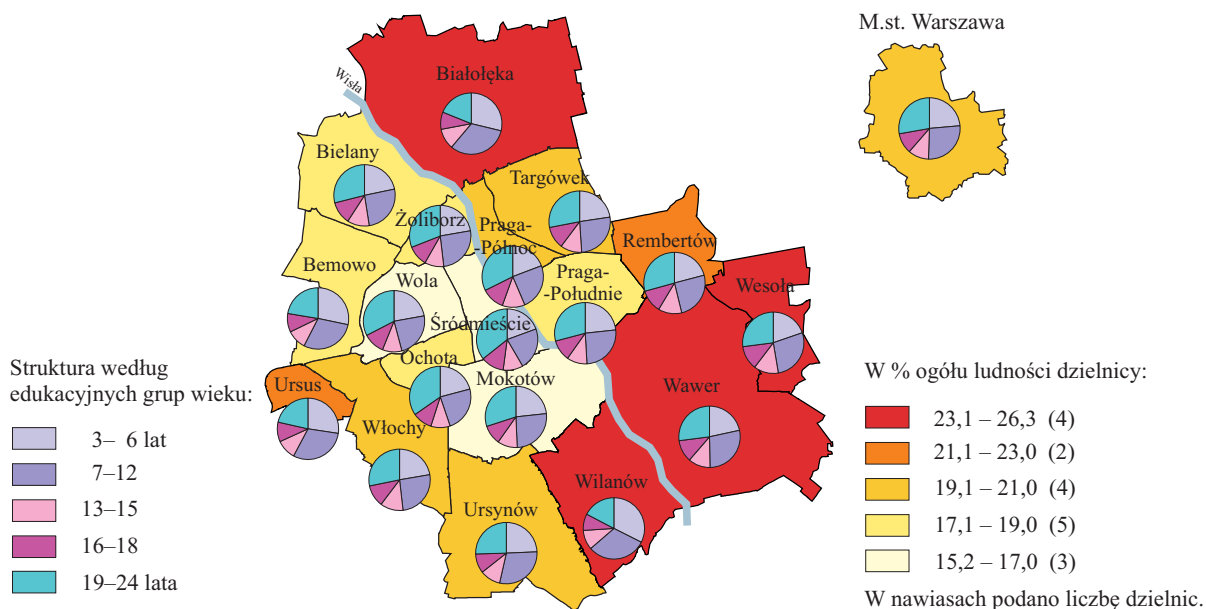 M.st. Warszawa
Białołęka
Wisła
Bielany
Targówek
Żoliborz
Praga-
-Północ
Rembertów
Bemowo
Wola
Praga-
-Południe
Wesoła
Śródmieście
Ochota
Mokotów
Ursus
Włochy
Wawer
Wilanów
Ursynów
Struktura według
edukacyjnych grup wieku:
3– 6 lat
7–12
13–15
16–18
19–24 lata
W % ogółu ludności dzielnicy:
23,1 – 26,3 (4)
21,1 – 23,0 (2)
19,1 – 21,0 (4)
17,1 – 19,0 (5)
15,2 – 17,0 (3)
W nawiasach podano liczbę dzielnic.